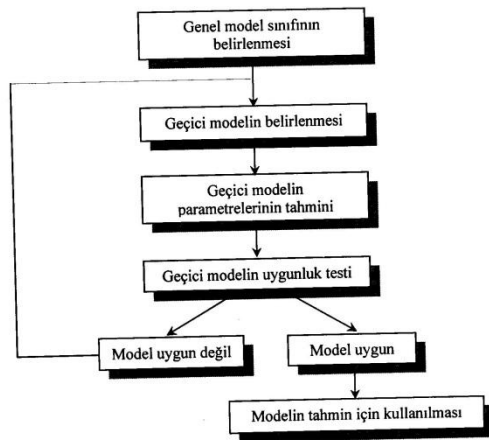 Genel model sınıfının
belirlenmesi
Geçici modelin belirlenmesi
Geçici modelin
parametrelerinin tahmini
Geçici modelin uygunluk testi
Model uygun değil
Model uygun
Modelin tahmin için kullanılması